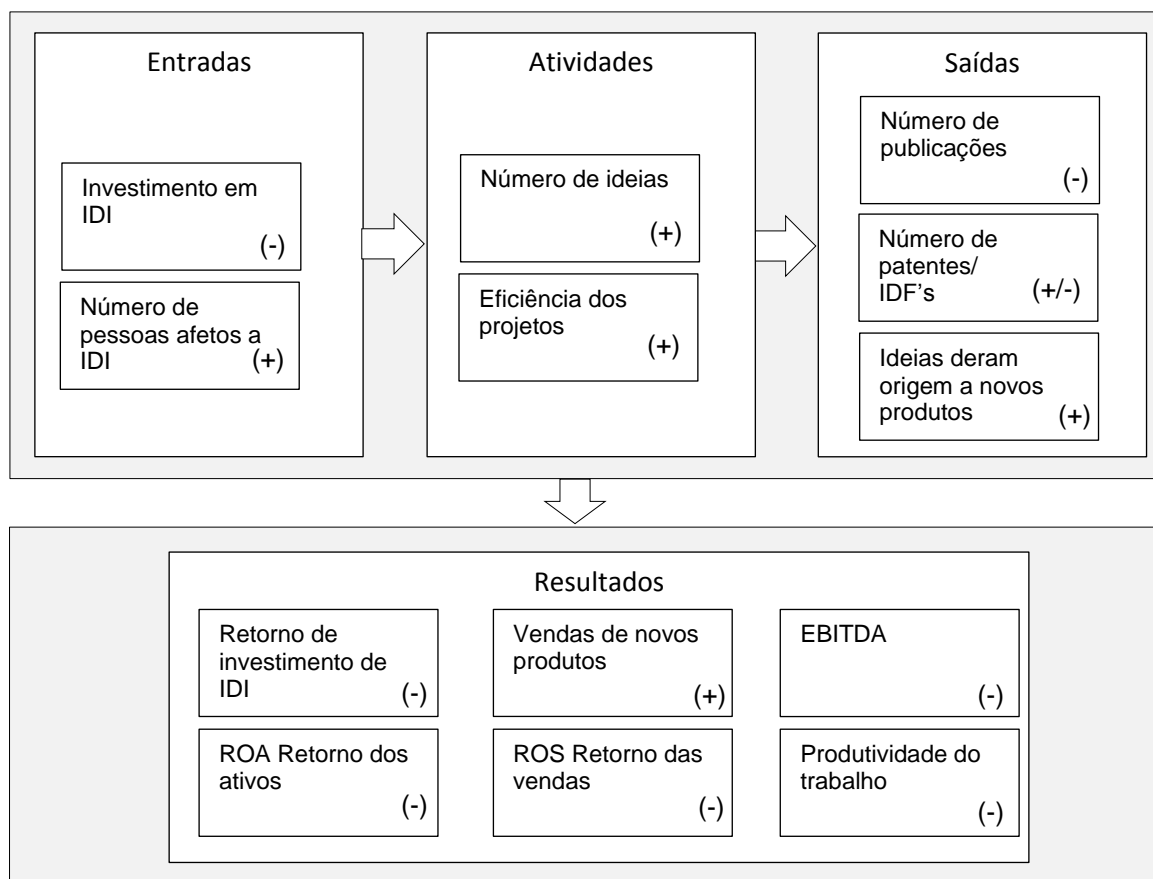 Entradas
Investimento em
IDI
(-)
Número de
pessoas afetos a
IDI
(+)
Atividades
Número de ideias
(+)
Eficiência dos
projetos
(+)
Saídas
Número de
publicações
(-)
Número de
patentes/
IDF’s
(+/-)
Ideias deram
origem a novos
produtos
(+)
Resultados
Retorno de
investimento de
IDI
(-)
Vendas de novos
produtos
(+)
EBITDA
(-)
ROA Retorno dos
ativos
(-)
ROS Retorno das
vendas
(-)
Produtividade do
trabalho
(-)